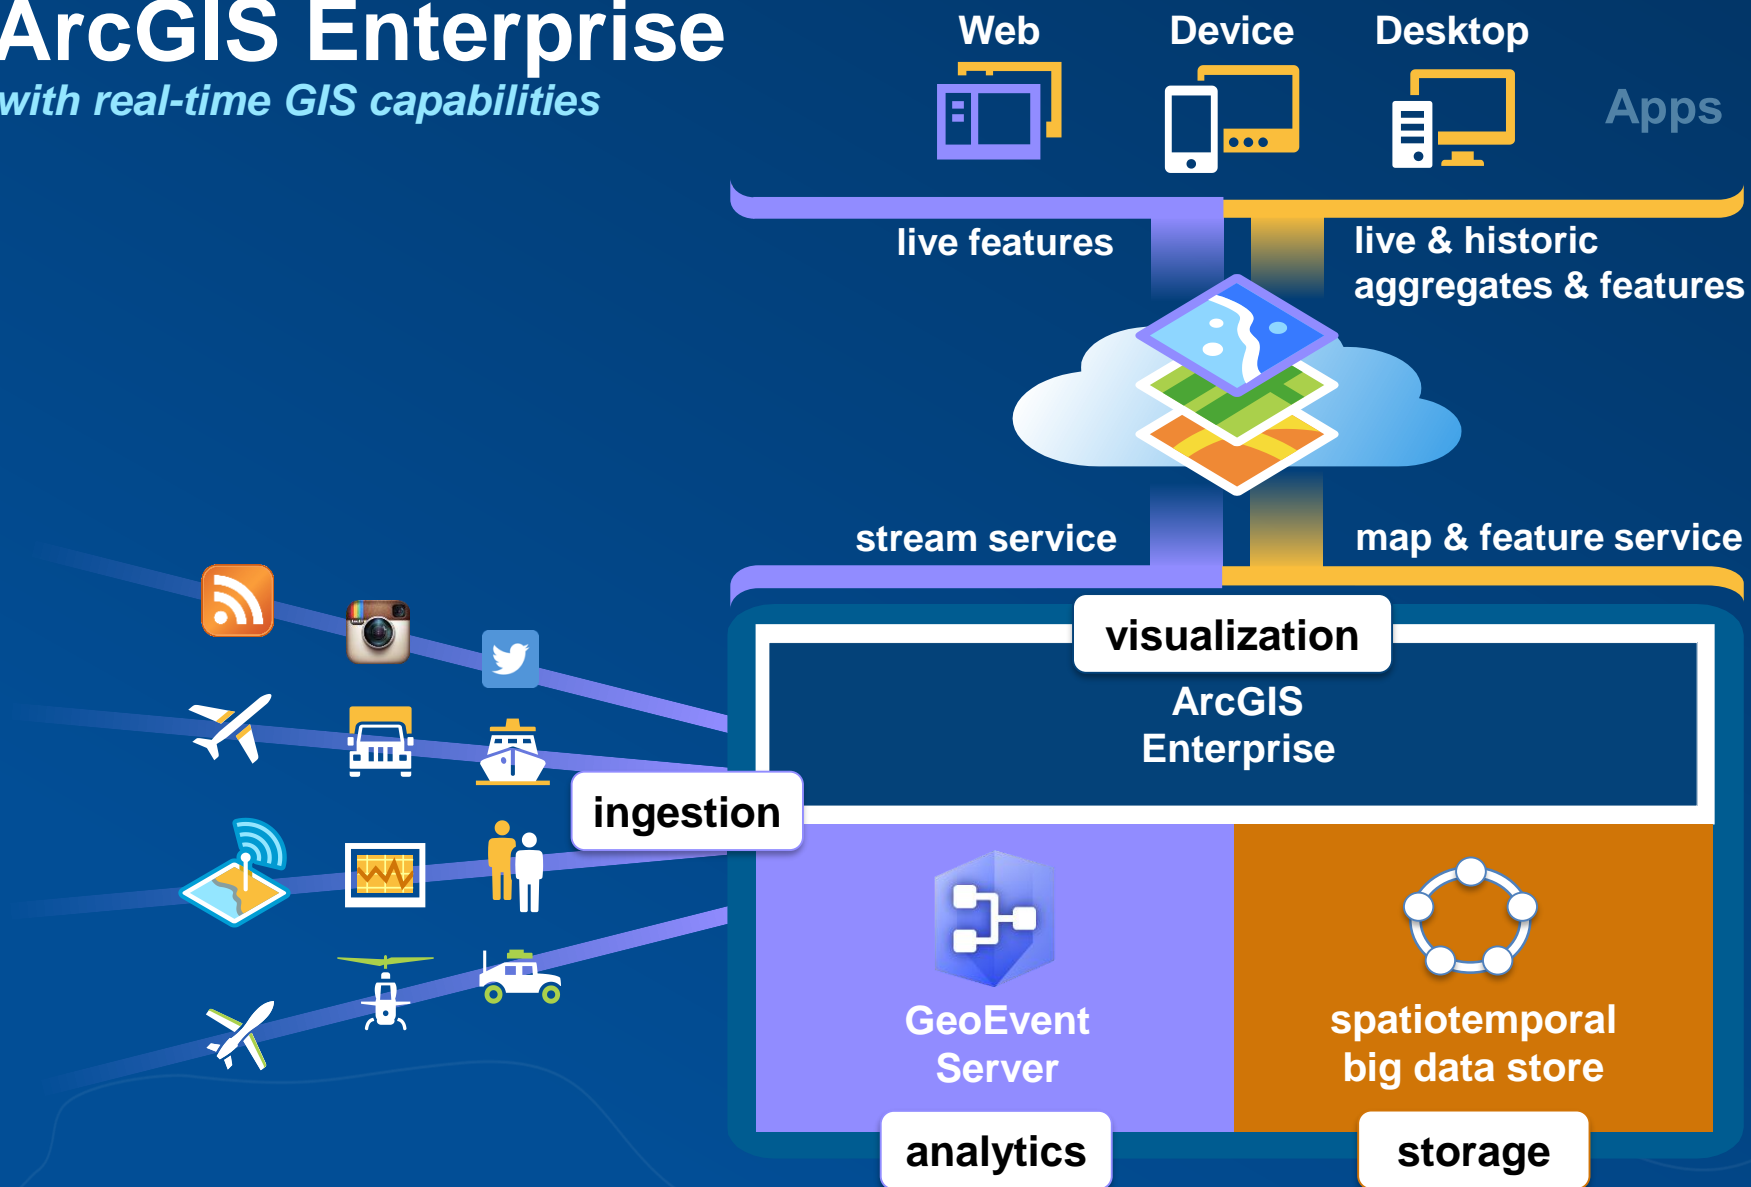 ArcGIS Enterprise
with real-time GIS capabilities
Web
Device
Desktop
Apps
live features
live & historic
aggregates & features
stream service
map & feature service
visualization
ArcGIS
Enterprise
ingestion
GeoEvent
Server
spatiotemporal
big data store
analytics
storage